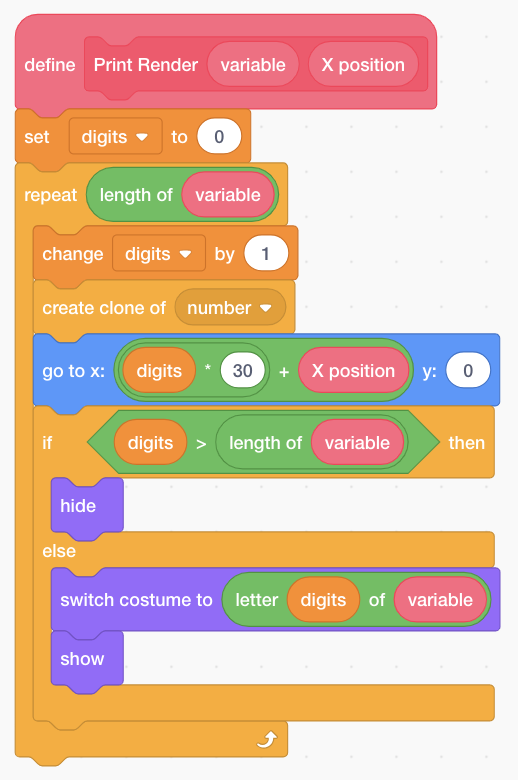 define Print Render variable X position
set digits to 0
repeat length of variable
change digits by 1
create clone of number
go to x: digits * 30 + X position y: 0
if digits > length of variable then
hide
else
switch costume to letter digits of variable
show